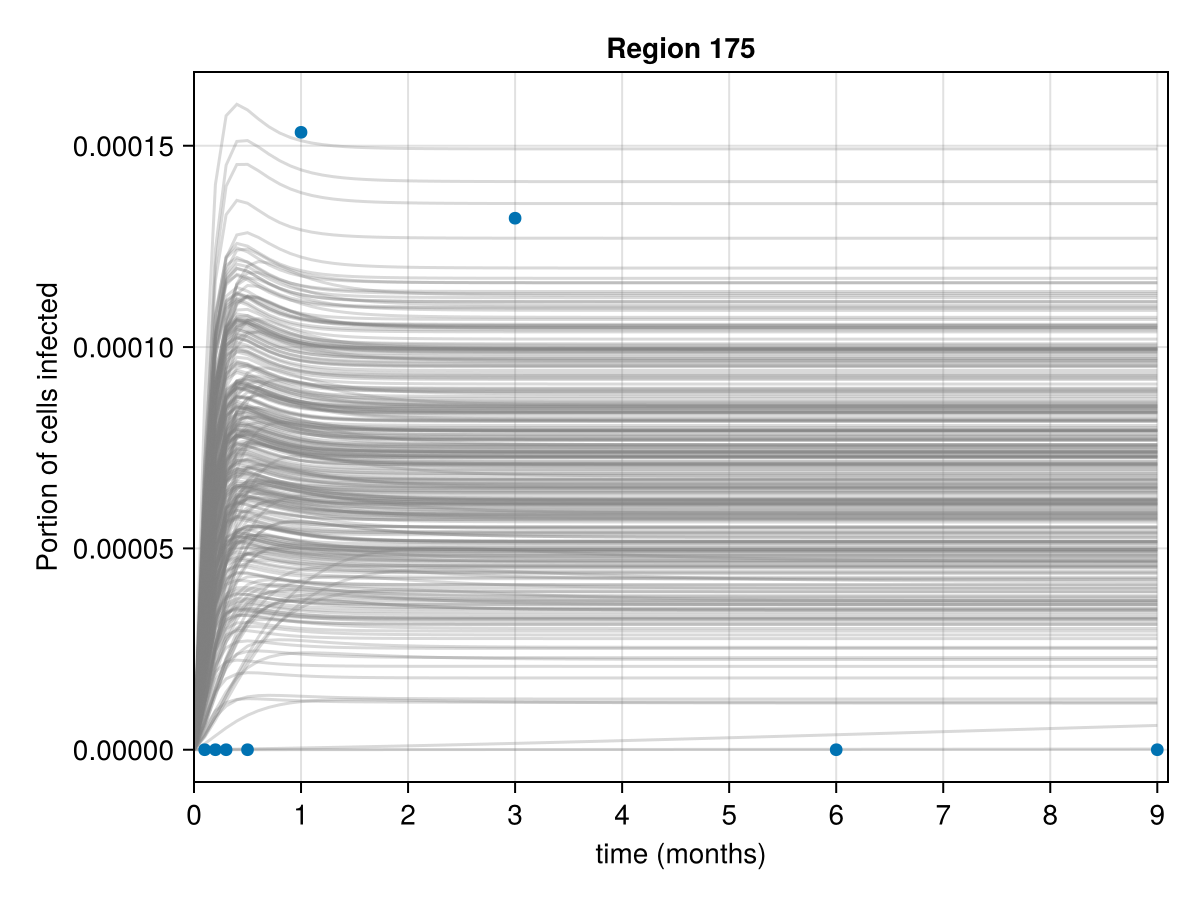 Region 175
Portion of cells infected
0.00015
0.00010
0.00005
0.00000
0 1 2 3 4 5 6 7 8 9
time (months)